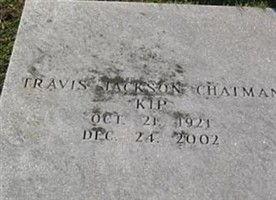 TRAVIS JACKSON CHATMAN
KIP
OCT. 21, 1921
DEC. 24, 2002